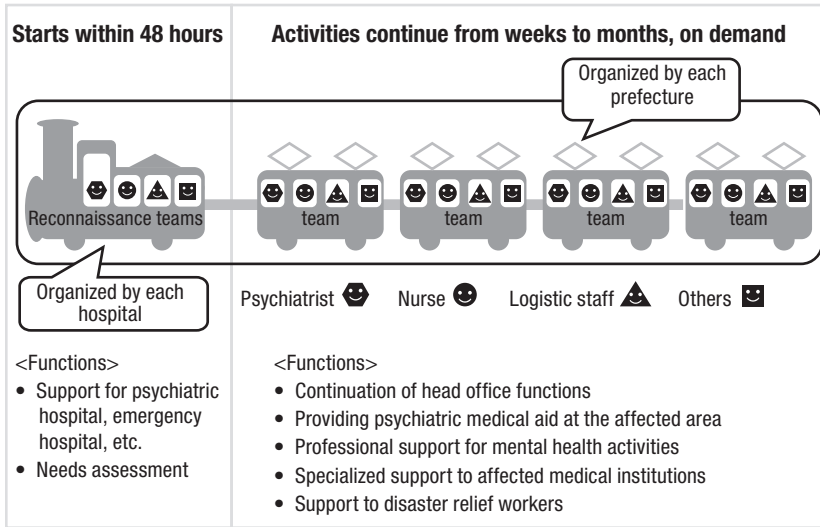 Starts within 48 hours
Activities continue from weeks to months, on demand
Organized by each
prefecture
Reconnaissance teams
team
team
team
team
Organized by each
hospital
Psychiatrist
Nurse
Logistic staff
Others
<Functions>
• Support for psychiatric
hospital, emergency
hospital, etc.
• Needs assessment
<Functions>
• Continuation of head office functions
• Providing psychiatric medical aid at the affected area
• Professional support for mental health activities
• Specialized support to affected medical institutions
• Support to disaster relief workers